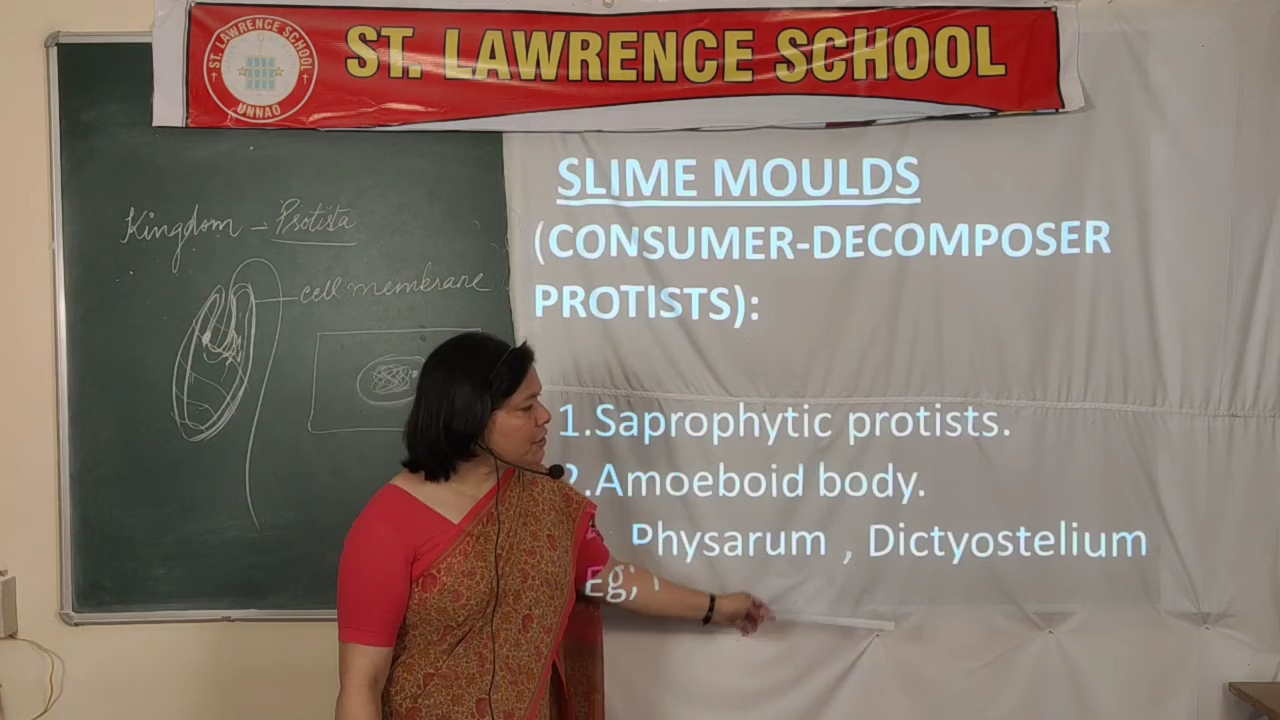 ST. LAWRENCE SCHOOL
ST. LAWRENCE SCHOOL
UNNAO
Kingdom - Protista
cell membrane
SLIME MOULDS
(CONSUMER-DECOMPOSER
PROTISTS):
1.Saprophytic protists.
2.Amoeboid body.
Physarum , Dictyostelium
Eg;